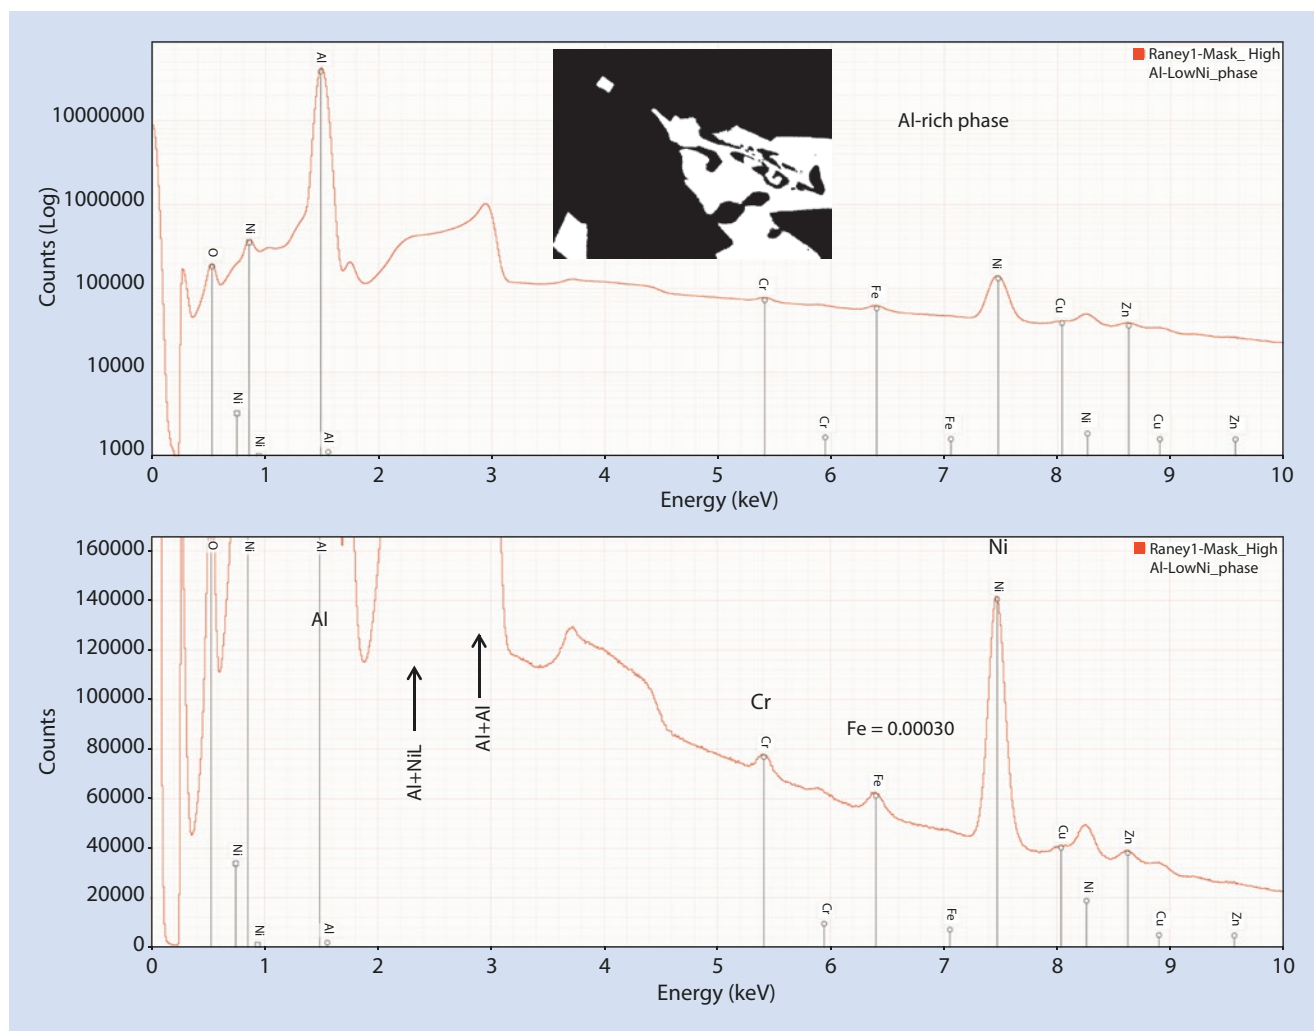 Raney1-Mask_ High
Al-LowNi_phase
Al-rich phase
Counts (Log)
10000000
1000000
100000
10000
1000
Al
O
Ni
Ni
Ni
Al
Cr
Cr
Fe
Fe
Ni
Cu
Ni
Zn
Cu
Zn
0 1 2 3 4 5 6 7 8 9 10
Energy (keV)
Raney1-Mask_High
Al-LowNi_phase
Counts
160000
140000
120000
100000
80000
60000
40000
20000
0
O
Ni
Al
Al
Ni
Ni
Al
Al+NiL
Al+Al
Cr
Cr
Cr
Fe = 0.00030
Fe
Fe
Ni
Ni
Cu
Ni
Zn
Cu
Zn
0 1 2 3 4 5 6 7 8 9 10
Energy (keV)